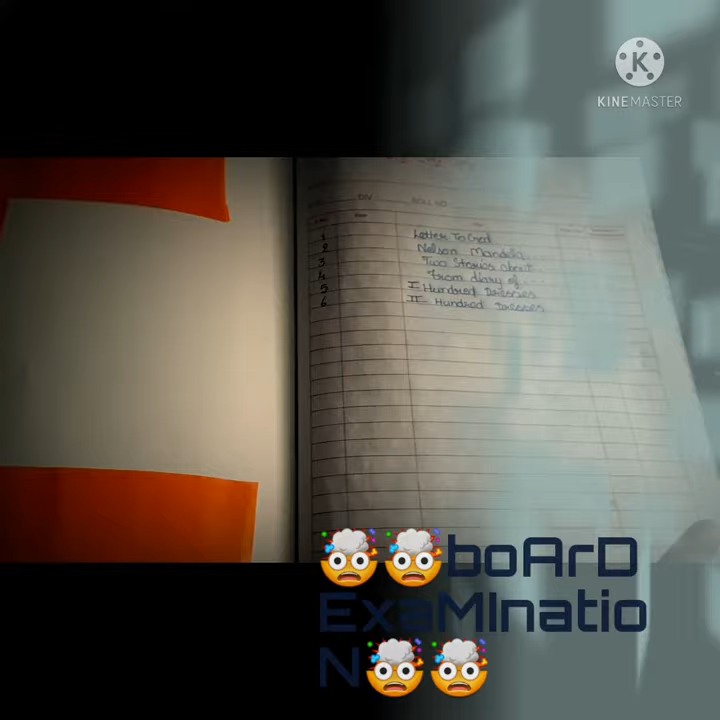 KINEMASTER
DIV ROLL NO
1 Letter To God
2 Nelson Mandela...
3 Two Stories about
4 From diary of....
5. I Hundred Dresses
6 II Hundred Dresses
🤯🤯boArD
ExaMInatio
N🤯🤯